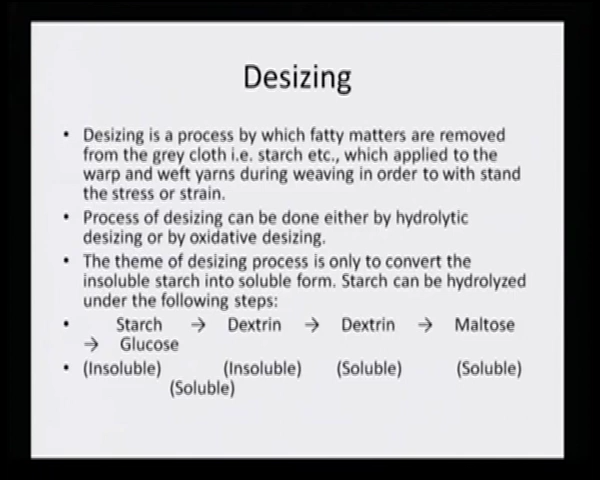 Desizing
• Desizing is a process by which fatty matters are removed
from the grey cloth i.e. starch etc., which applied to the
warp and weft yarns during weaving in order to with stand
the stress or strain.
• Process of desizing can be done either by hydrolytic
desizing or by oxidative desizing.
• The theme of desizing process is only to convert the
insoluble starch into soluble form. Starch can be hydrolyzed
under the following steps:
• Starch → Dextrin → Dextrin → Maltose
→ Glucose
• (Insoluble) (Insoluble) (Soluble) (Soluble)
(Soluble)